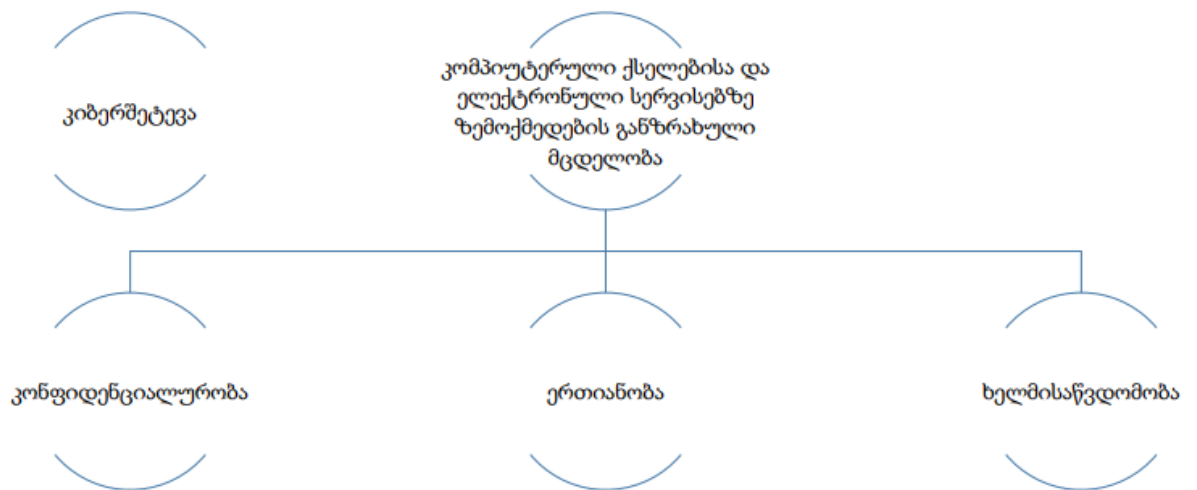 კიბერშეტევა
კომპიუტერული ქსელებისა და
ელექტრონული სერვისებზე
ზემოქმედების განზრახული
მცდელობა
კონფიდენციალურობა
ერთიანობა
ხელმისაწვდომობა